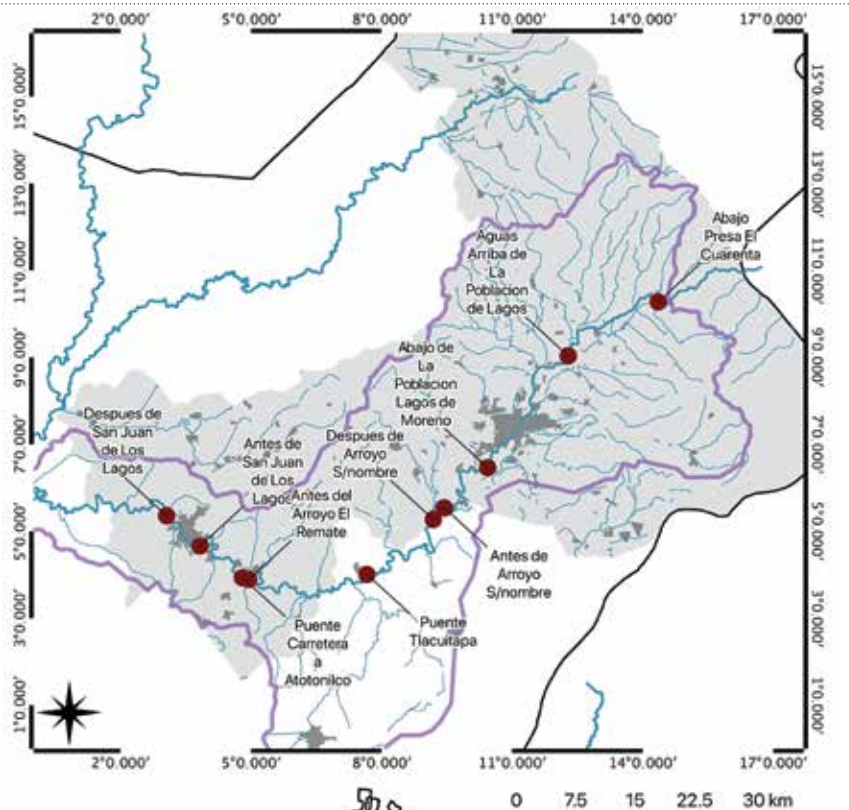 2°0.000' 5°0.000' 8°0.000' 11°0.000' 14°0.000' 17°0.000'
15°0.000'
13°0.000'
11°0.000'
9°0.000'
7°0.000'
5°0.000'
3°0.000'
1°0.000'
15°0.000'
13°0.000'
11°0.000'
9°0.000'
7°0.000'
5°0.000'
3°0.000'
1°0.000'
Abajo
Presa El
Cuarenta
Aguas
Arriba de
La
Poblacion
de Lagos
Abajo de
La
Poblacion
Lagos de
Moreno
Despues de
Arroyo
S/nombre
Despues de
San Juan
de Los
Lagos
Antes de
San Juan
de Los
Lagos
Antes del
Arroyo El
Remate
Antes de
Arroyo
S/nombre
Puente
Tlacuitapa
Puente
Carretera
a
Atotonilco
2°0.000' 5°0.000' 8°0.000' 11°0.000' 14°0.000' 17°0.000'
0 7.5 15 22.5 30 km